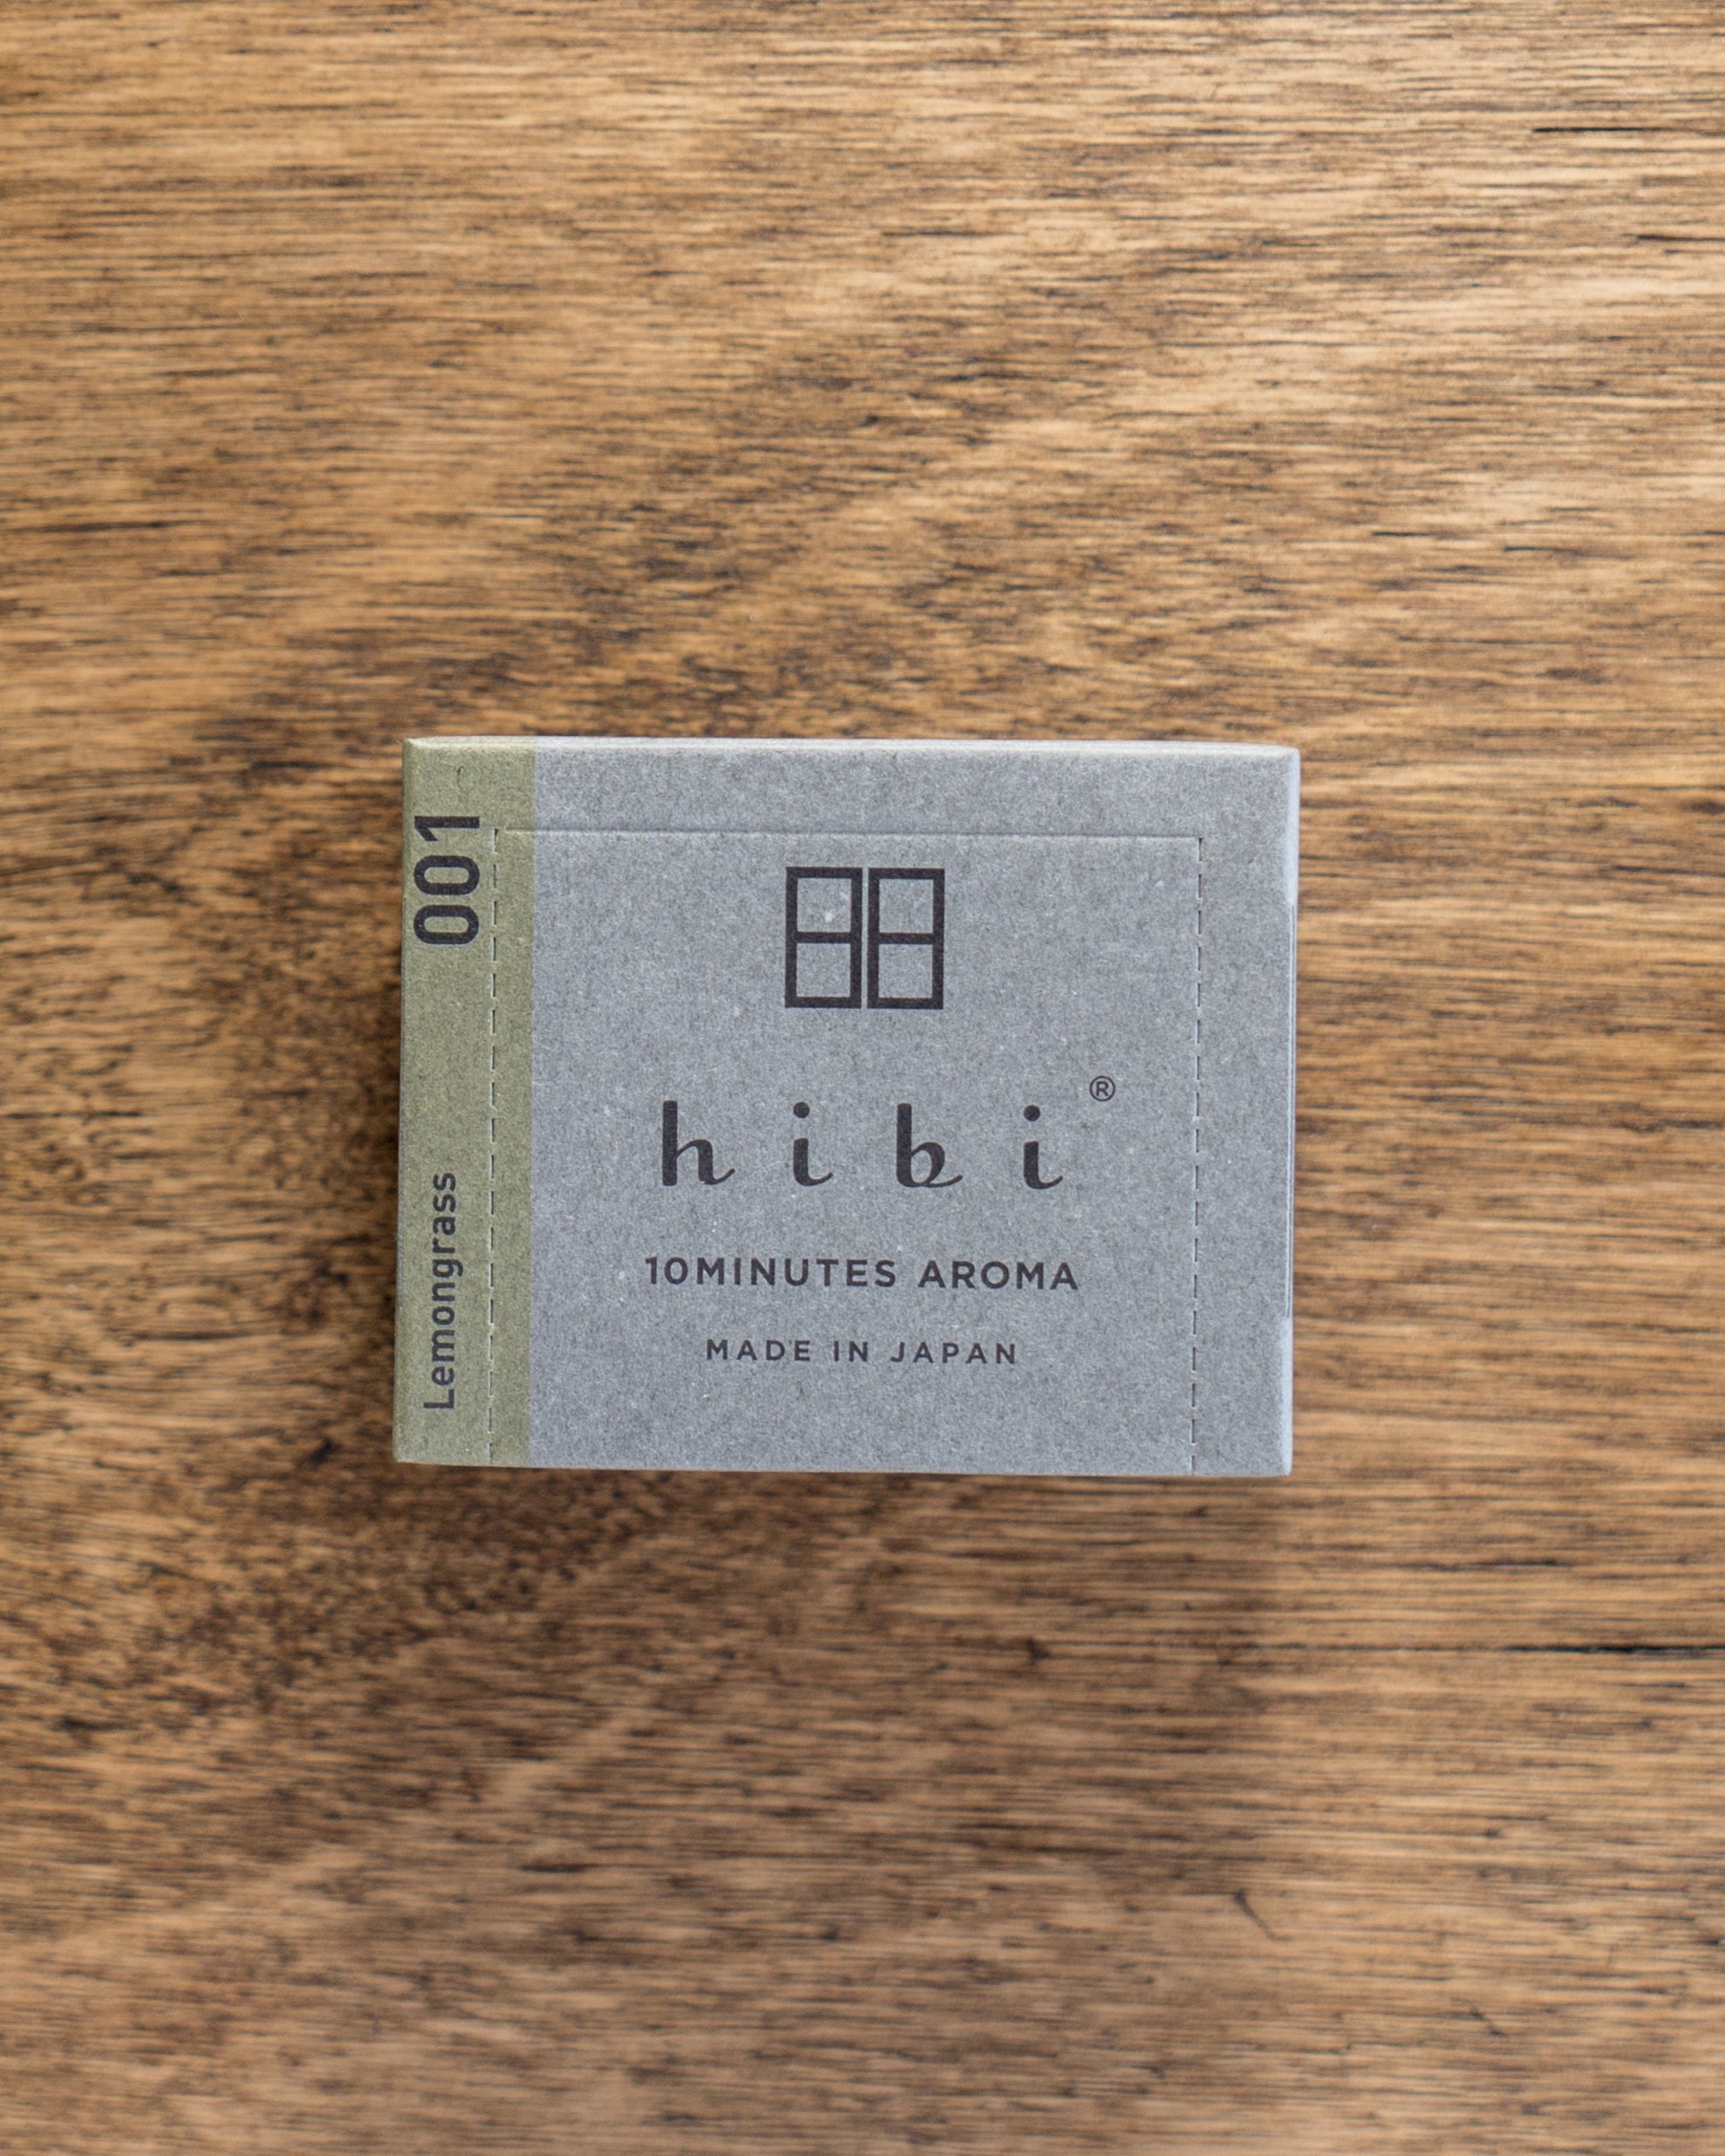 001
Lemongrass
hibi®
10MINUTES AROMA
MADE IN JAPAN